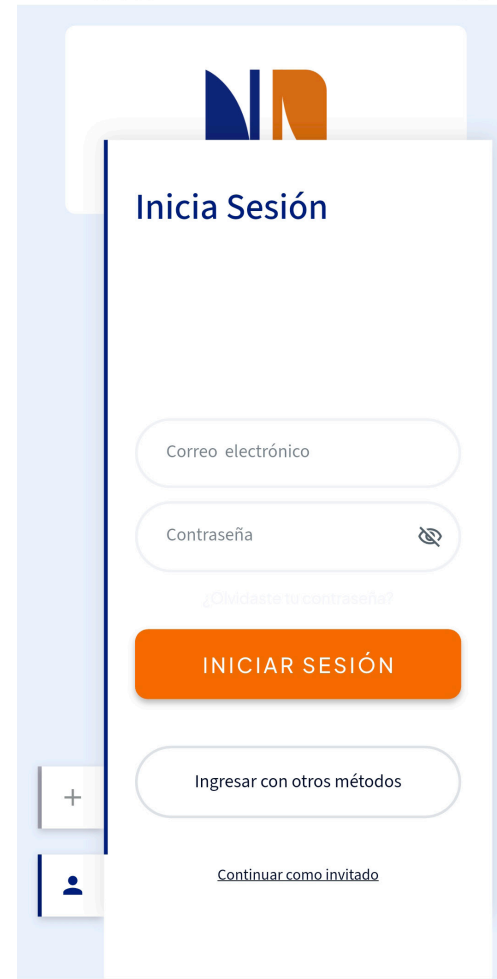 Inicia Sesión
Correo electrónico
Contraseña
¿Olvidaste tu contraseña?
INICIAR SESIÓN
Ingresar con otros métodos
Continuar como invitado